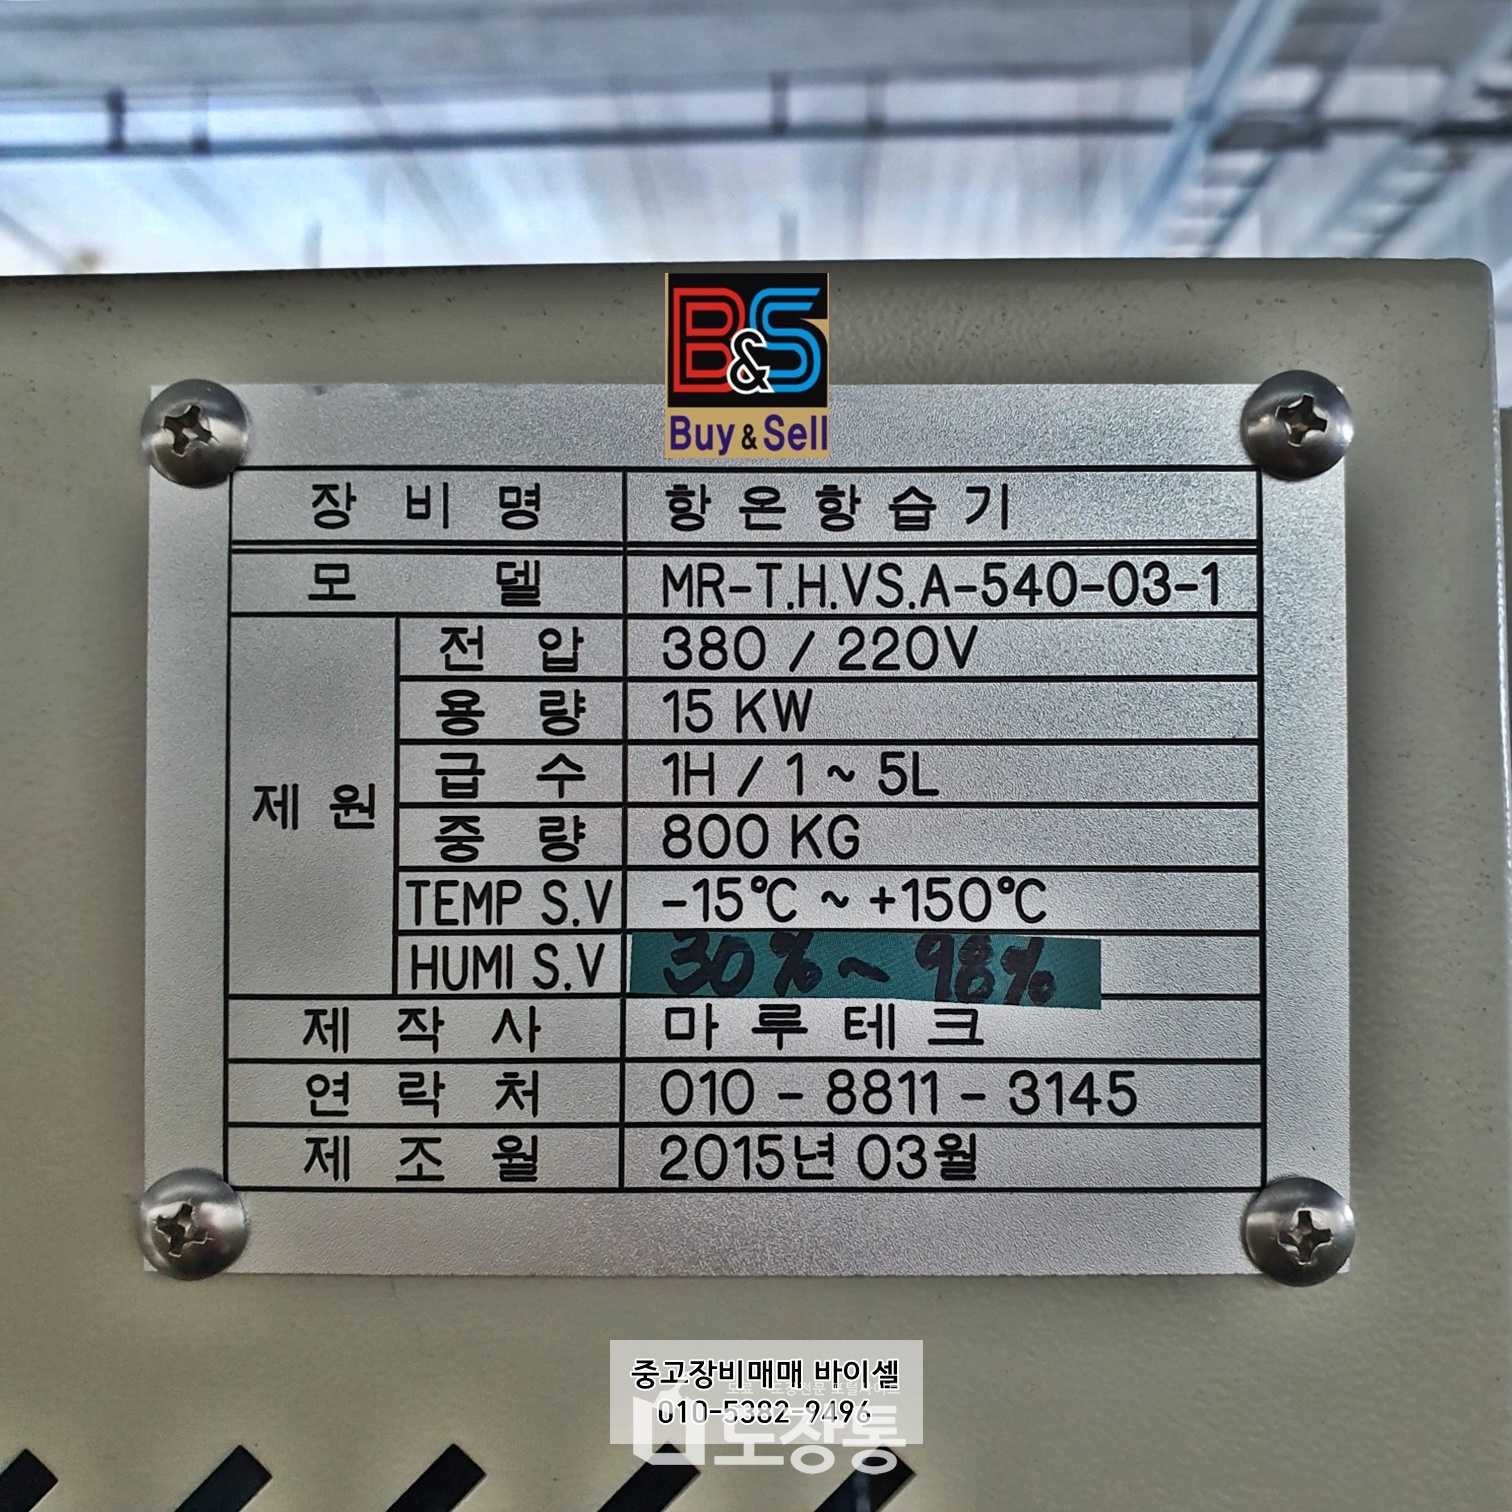 B&S
Buy & Sell
장비명 항온항습기
모델 MR-T.H.VS.A-540-03-1
제원
전압 380 / 220V
용량 15 KW
급수 1H / 1 ~ 5L
중량 800 KG
TEMP S.V -15℃ ~ +150℃
HUMI S.V 30% ~ 98%
제작사 마루테크
연락처 010 - 8811 - 3145
제조월 2015년 03월
중고장비매매 바이셀
010-5382-9496
도장통